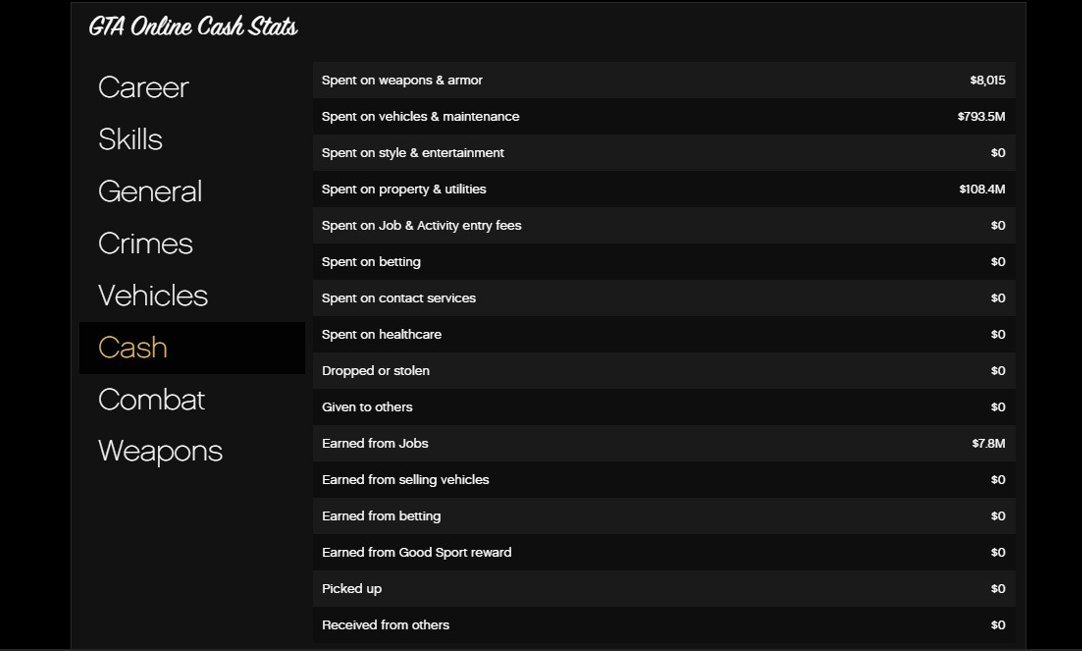 GTA Online Cash Stats
Career
Skills
General
Crimes
Vehicles
Cash
Combat
Weapons
Spent on weapons & armor $8,015
Spent on vehicles & maintenance $793.5M
Spent on style & entertainment $0
Spent on property & utilities $108.4M
Spent on Job & Activity entry fees $0
Spent on betting $0
Spent on contact services $0
Spent on healthcare $0
Dropped or stolen $0
Given to others $0
Earned from Jobs $7.8M
Earned from selling vehicles $0
Earned from betting $0
Earned from Good Sport reward $0
Picked up $0
Received from others $0